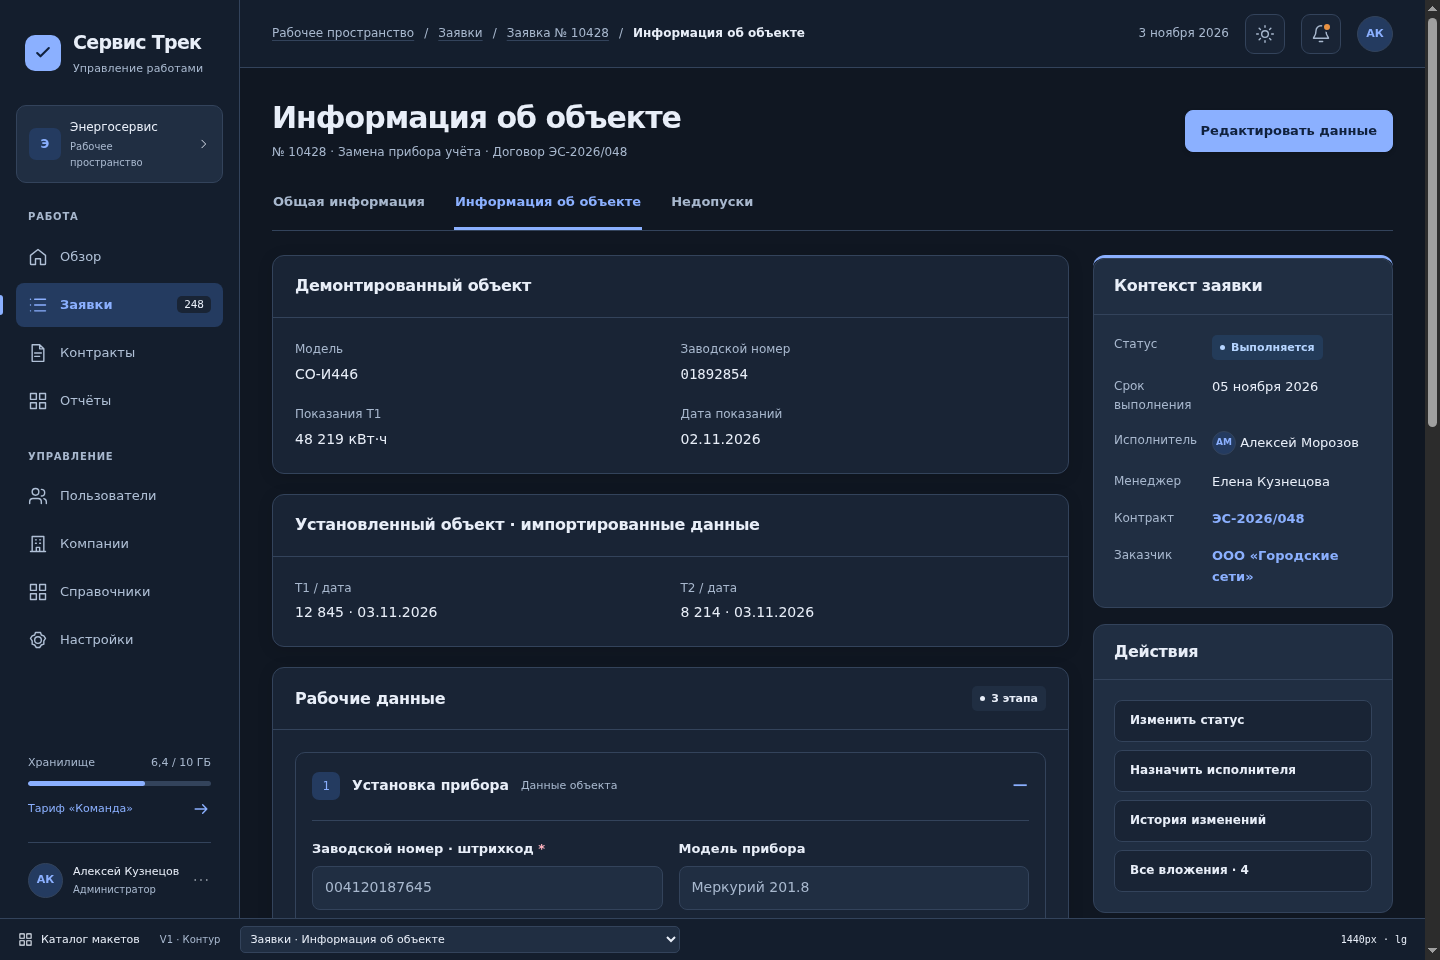 Сервис Трек
Управление работами
Э
Энергосервис
Рабочее
пространство
РАБОТА
Обзор
Заявки
248
Контракты
Отчёты
УПРАВЛЕНИЕ
Пользователи
Компании
Справочники
Настройки
Хранилище
6,4 / 10 ГБ
Тариф «Команда»
АК
Алексей Кузнецов
Администратор
Рабочее пространство / Заявки / Заявка № 10428 / Информация об объекте
3 ноября 2026
АК
Информация об объекте
№ 10428 · Замена прибора учёта · Договор ЭС-2026/048
Редактировать данные
Общая информация
Информация об объекте
Недопуски
Демонтированный объект
Модель
СО-И446
Заводской номер
01892854
Показания Т1
48 219 кВт·ч
Дата показаний
02.11.2026
Установленный объект · импортированные данные
Т1 / дата
12 845 · 03.11.2026
Т2 / дата
8 214 · 03.11.2026
Рабочие данные
3 этапа
1
Установка прибора
Данные объекта
Заводской номер · штрихкод *
004120187645
Модель прибора
Меркурий 201.8
Контекст заявки
Статус
Выполняется
Срок
выполнения
05 ноября 2026
Исполнитель
АМ
Алексей Морозов
Менеджер
Елена Кузнецова
Контракт
ЭС-2026/048
Заказчик
ООО «Городские
сети»
Действия
Изменить статус
Назначить исполнителя
История изменений
Все вложения · 4
Каталог макетов
V1 · Контур
Заявки · Информация об объекте
1440px · lg